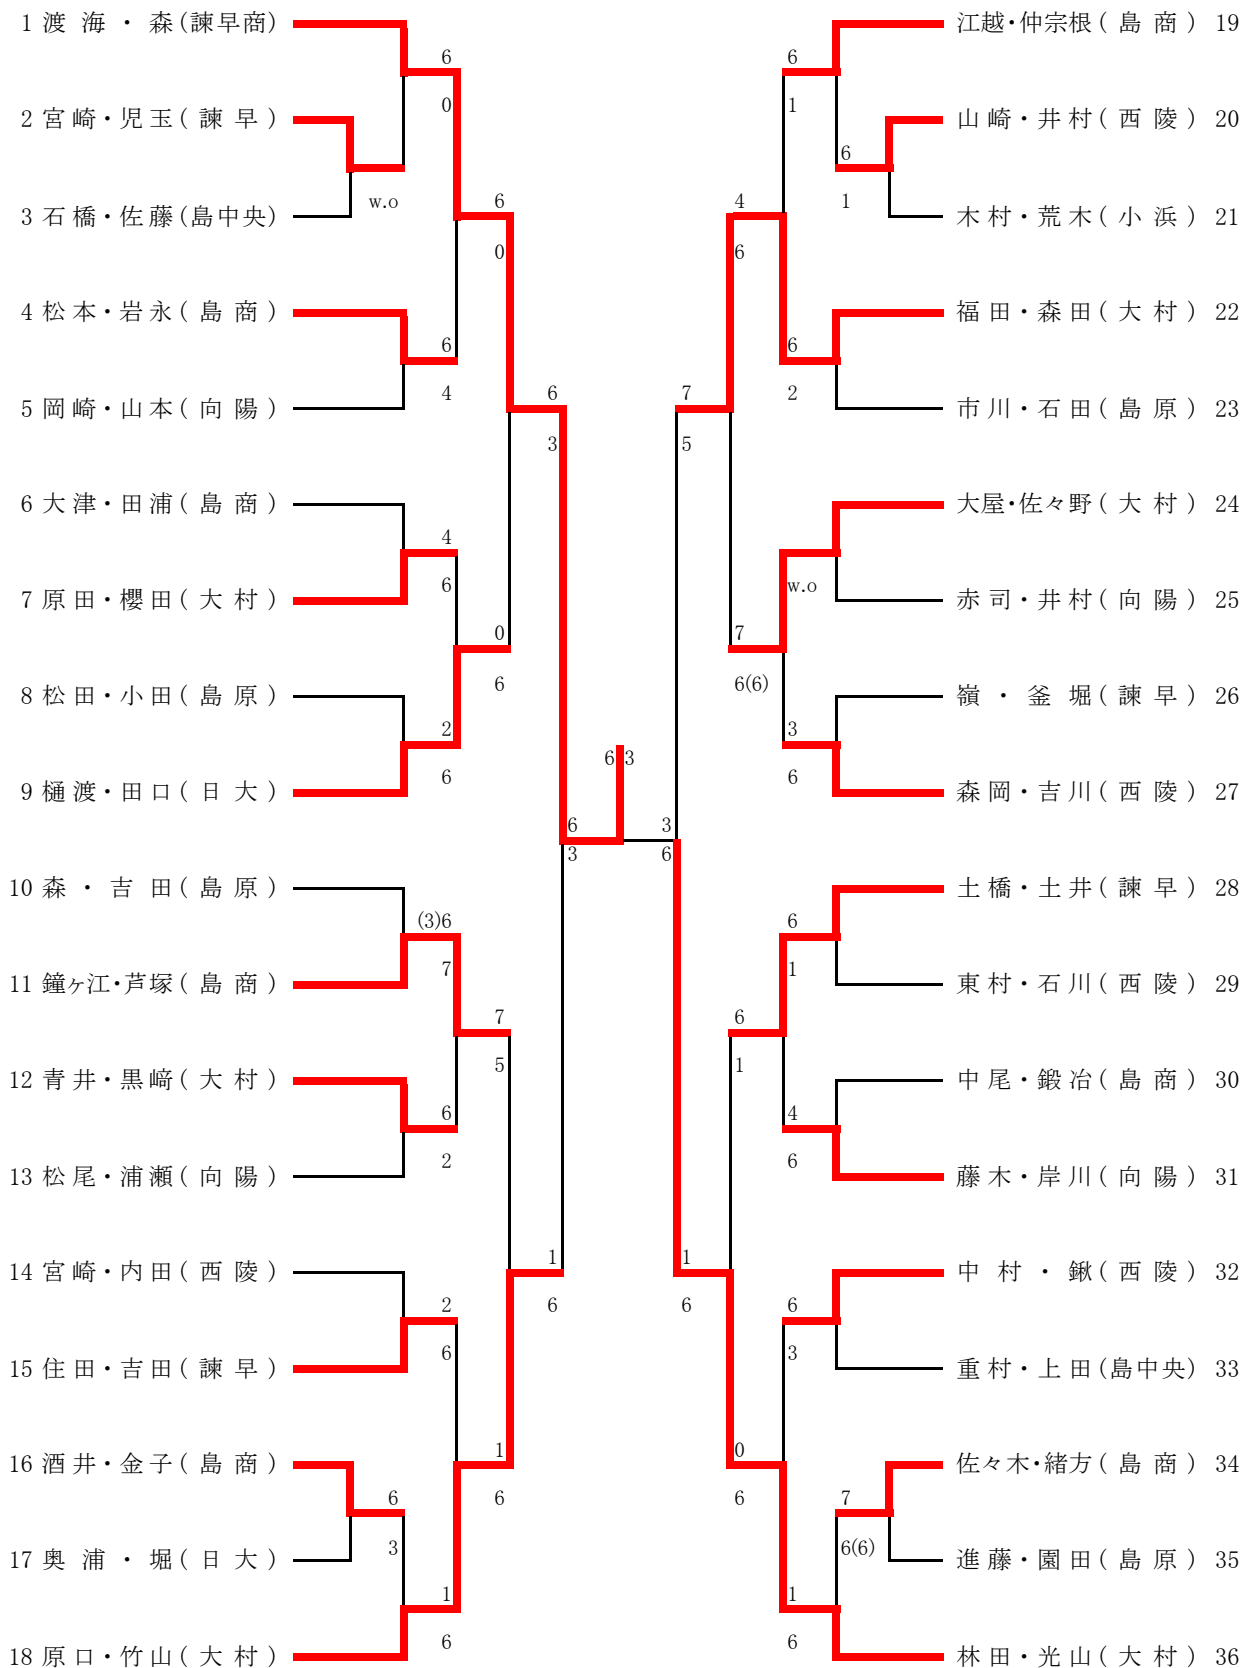 1 渡海・森(諫早商)
2 宮崎・児玉(諫早)
3 石橋・佐藤(島中央)
4 松本・岩永(島商)
5 岡崎・山本(向陽)
6 大津・田浦(島商)
7 原田・櫻田(大村)
8 松田・小田(島原)
9 樋渡・田口(日大)
10 森・吉田(島原)
11 鐘ヶ江・芦塚(島商)
12 青井・黒﨑(大村)
13 松尾・浦瀬(向陽)
14 宮崎・内田(西陵)
15 住田・吉田(諫早)
16 酒井・金子(島商)
17 奥浦・堀(日大)
18 原口・竹山(大村)
6
0
w.o
6
4
4
6
2
6
(3)6
7
6
2
2
6
6
3
1
6
6
0
0
6
7
5
1
6
6
3
1
6
6
3
6 3
3
6
7
5
1
6
4
6
7
6(6)
6
1
0
6
6
1
6
1
6
2
w.o
3
6
6
1
4
6
6
3
7
6(6)
1
6
江越・仲宗根(島商) 19
山崎・井村(西陵) 20
木村・荒木(小浜) 21
福田・森田(大村) 22
市川・石田(島原) 23
大屋・佐々野(大村) 24
赤司・井村(向陽) 25
嶺・釜堀(諫早) 26
森岡・吉川(西陵) 27
土橋・土井(諫早) 28
東村・石川(西陵) 29
中尾・鍛冶(島商) 30
藤木・岸川(向陽) 31
中村・鍬(西陵) 32
重村・上田(島中央) 33
佐々木・緒方(島商) 34
進藤・園田(島原) 35
林田・光山(大村) 36